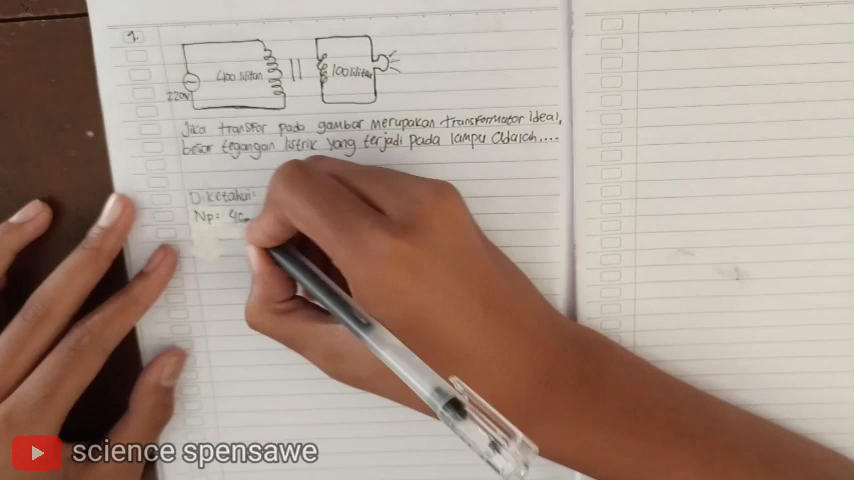 1.
400 lilitan
100 lilitan
220V
Jika transfor pada gambar merupakan transformator ideal,
besar tegangan listrik yang terjadi pada lampu adalah....
Diketahui:
Np= 40
science spensawe